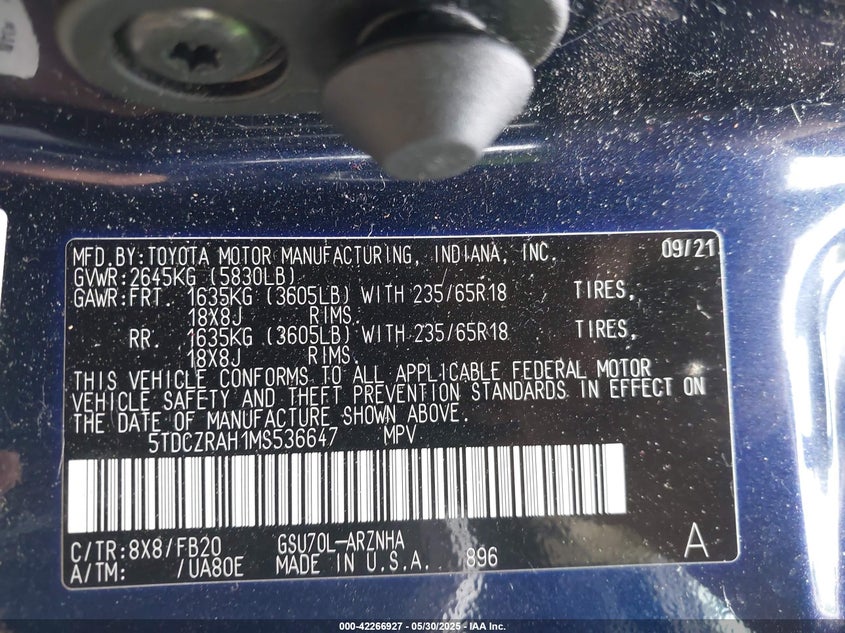 MFD.BY:TOYOTA MOTOR MANUFACTURING, INDIANA, INC. 09/21
GVWR:2645KG (5830LB)
GAWR:FRT. 1635KG (3605LB) WITH 235/65R18 TIRES,
18X8J RIMS.
RR. 1635KG (3605LB) WITH 235/65R18 TIRES,
18X8J RIMS.
THIS VEHICLE CONFORMS TO ALL APPLICABLE FEDERAL MOTOR
VEHICLE SAFETY AND THEFT PREVENTION STANDARDS IN EFFECT ON
THE DATE OF MANUFACTURE SHOWN ABOVE.
5TDCZRAH1MS536647 MPV
C/TR:8X8/FB20 GSU70L-ARZNHA A
A/TM: /UA80E MADE IN U.S.A. 896
000-42266927 - 05/30/2025 - IAA Inc.